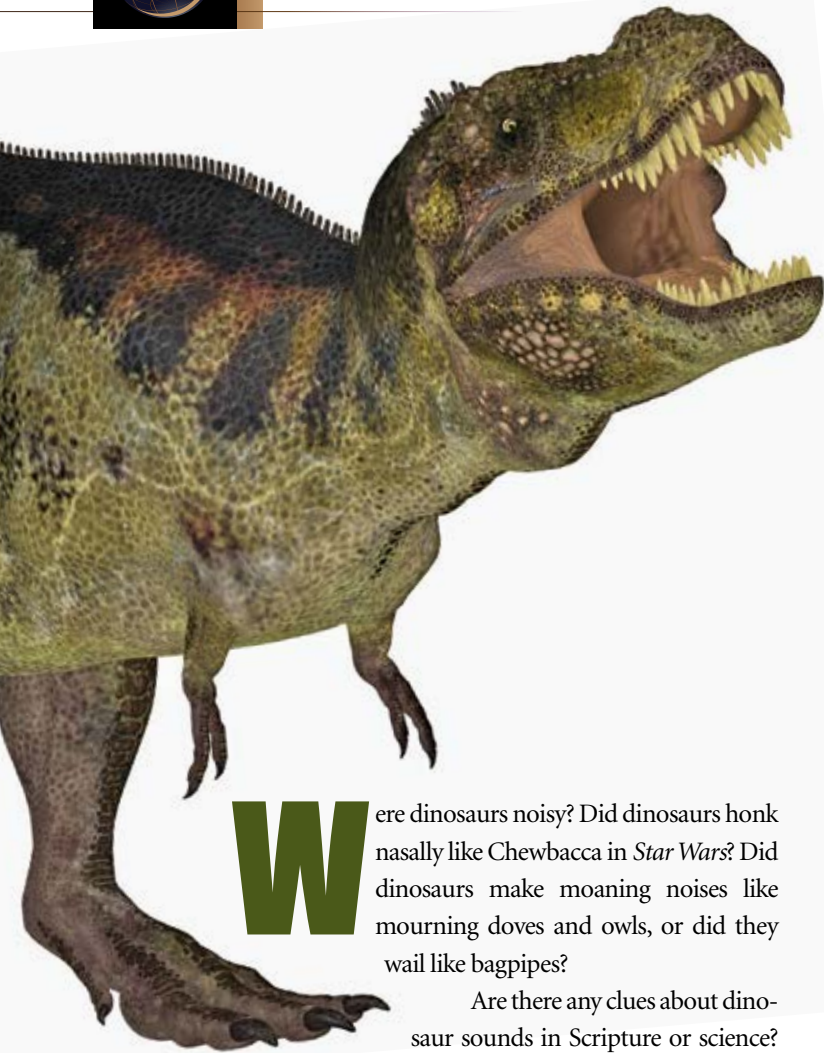 Were dinosaurs noisy? Did dinosaurs honk
nasally like Chewbacca in Star Wars? Did
dinosaurs make moaning noises like
mourning doves and owls, or did they
wail like bagpipes?
Are there any clues about dino-
saur sounds in Scripture or science?